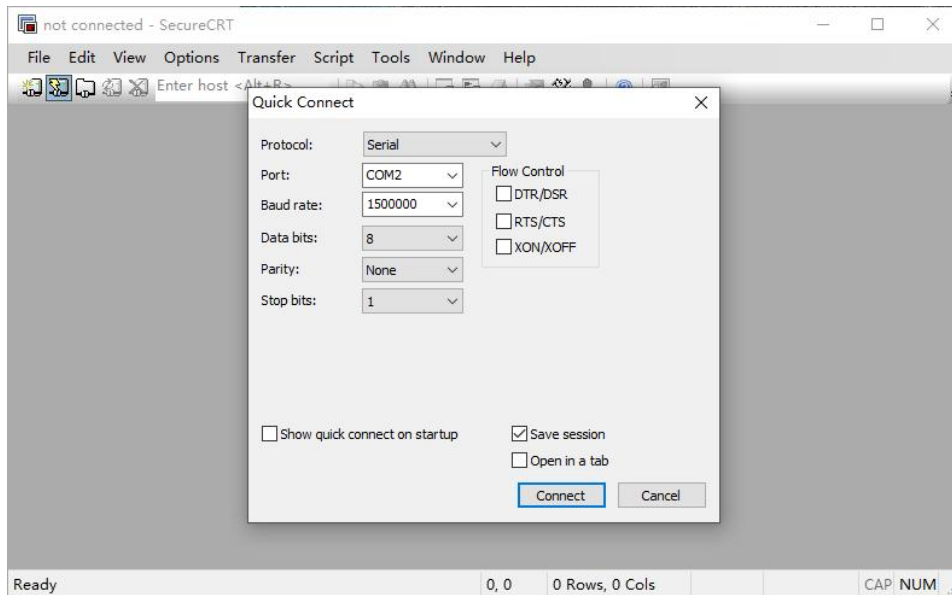 not connected - SecureCRT
File Edit View Options Transfer Script Tools Window Help
Enter host <Alt+R>
Quick Connect
Protocol: Serial
Port: COM2
Flow Control
DTR/DSR
Baud rate: 1500000
RTS/CTS
Data bits: 8
XON/XOFF
Parity: None
Stop bits: 1
Show quick connect on startup
Save session
Open in a tab
Connect Cancel
Ready 0, 0 0 Rows, 0 Cols CAP NUM